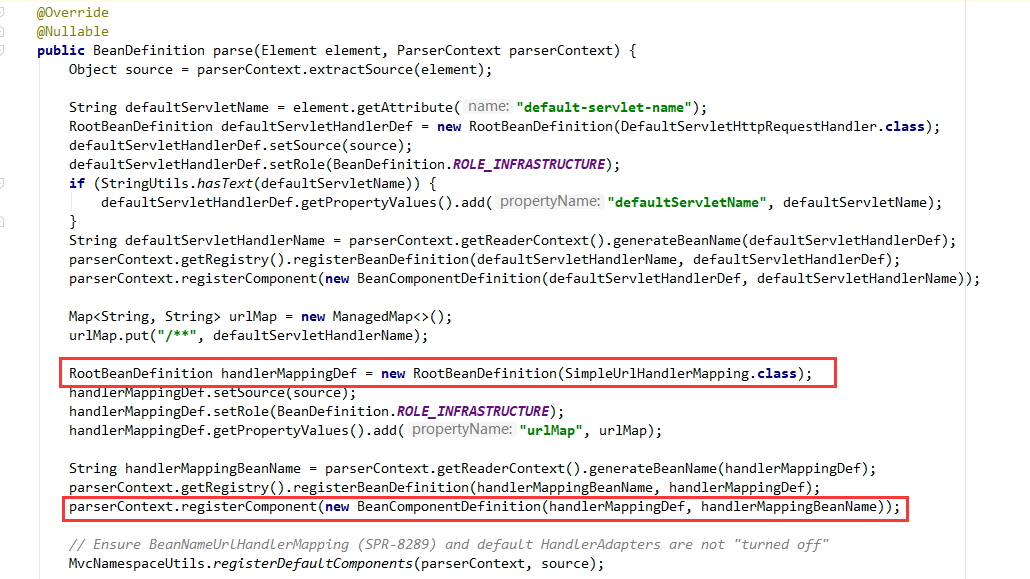 @Override
@Nullable
public BeanDefinition parse(Element element, ParserContext parserContext) {
Object source = parserContext.extractSource(element);
String defaultServletName = element.getAttribute( name: "default-servlet-name");
RootBeanDefinition defaultServletHandlerDef = new RootBeanDefinition(DefaultServletHttpRequestHandler.class);
defaultServletHandlerDef.setSource(source);
defaultServletHandlerDef.setRole(BeanDefinition.ROLE_INFRASTRUCTURE);
if (StringUtils.hasText(defaultServletName)) {
defaultServletHandlerDef.getPropertyValues().add( propertyName: "defaultServletName", defaultServletName);
}
String defaultServletHandlerName = parserContext.getReaderContext().generateBeanName(defaultServletHandlerDef);
parserContext.getRegistry().registerBeanDefinition(defaultServletHandlerName, defaultServletHandlerDef);
parserContext.registerComponent(new BeanComponentDefinition(defaultServletHandlerDef, defaultServletHandlerName));
Map<String, String> urlMap = new ManagedMap<>();
urlMap.put("/**", defaultServletHandlerName);
RootBeanDefinition handlerMappingDef = new RootBeanDefinition(SimpleUrlHandlerMapping.class);
handlerMappingDef.setSource(source);
handlerMappingDef.setRole(BeanDefinition.ROLE_INFRASTRUCTURE);
handlerMappingDef.getPropertyValues().add( propertyName: "urlMap", urlMap);
String handlerMappingBeanName = parserContext.getReaderContext().generateBeanName(handlerMappingDef);
parserContext.getRegistry().registerBeanDefinition(handlerMappingBeanName, handlerMappingDef);
parserContext.registerComponent(new BeanComponentDefinition(handlerMappingDef, handlerMappingBeanName));
// Ensure BeanNameUrlHandlerMapping (SPR-8289) and default HandlerAdapters are not "turned off"
MvcNamespaceUtils.registerDefaultComponents(parserContext, source);